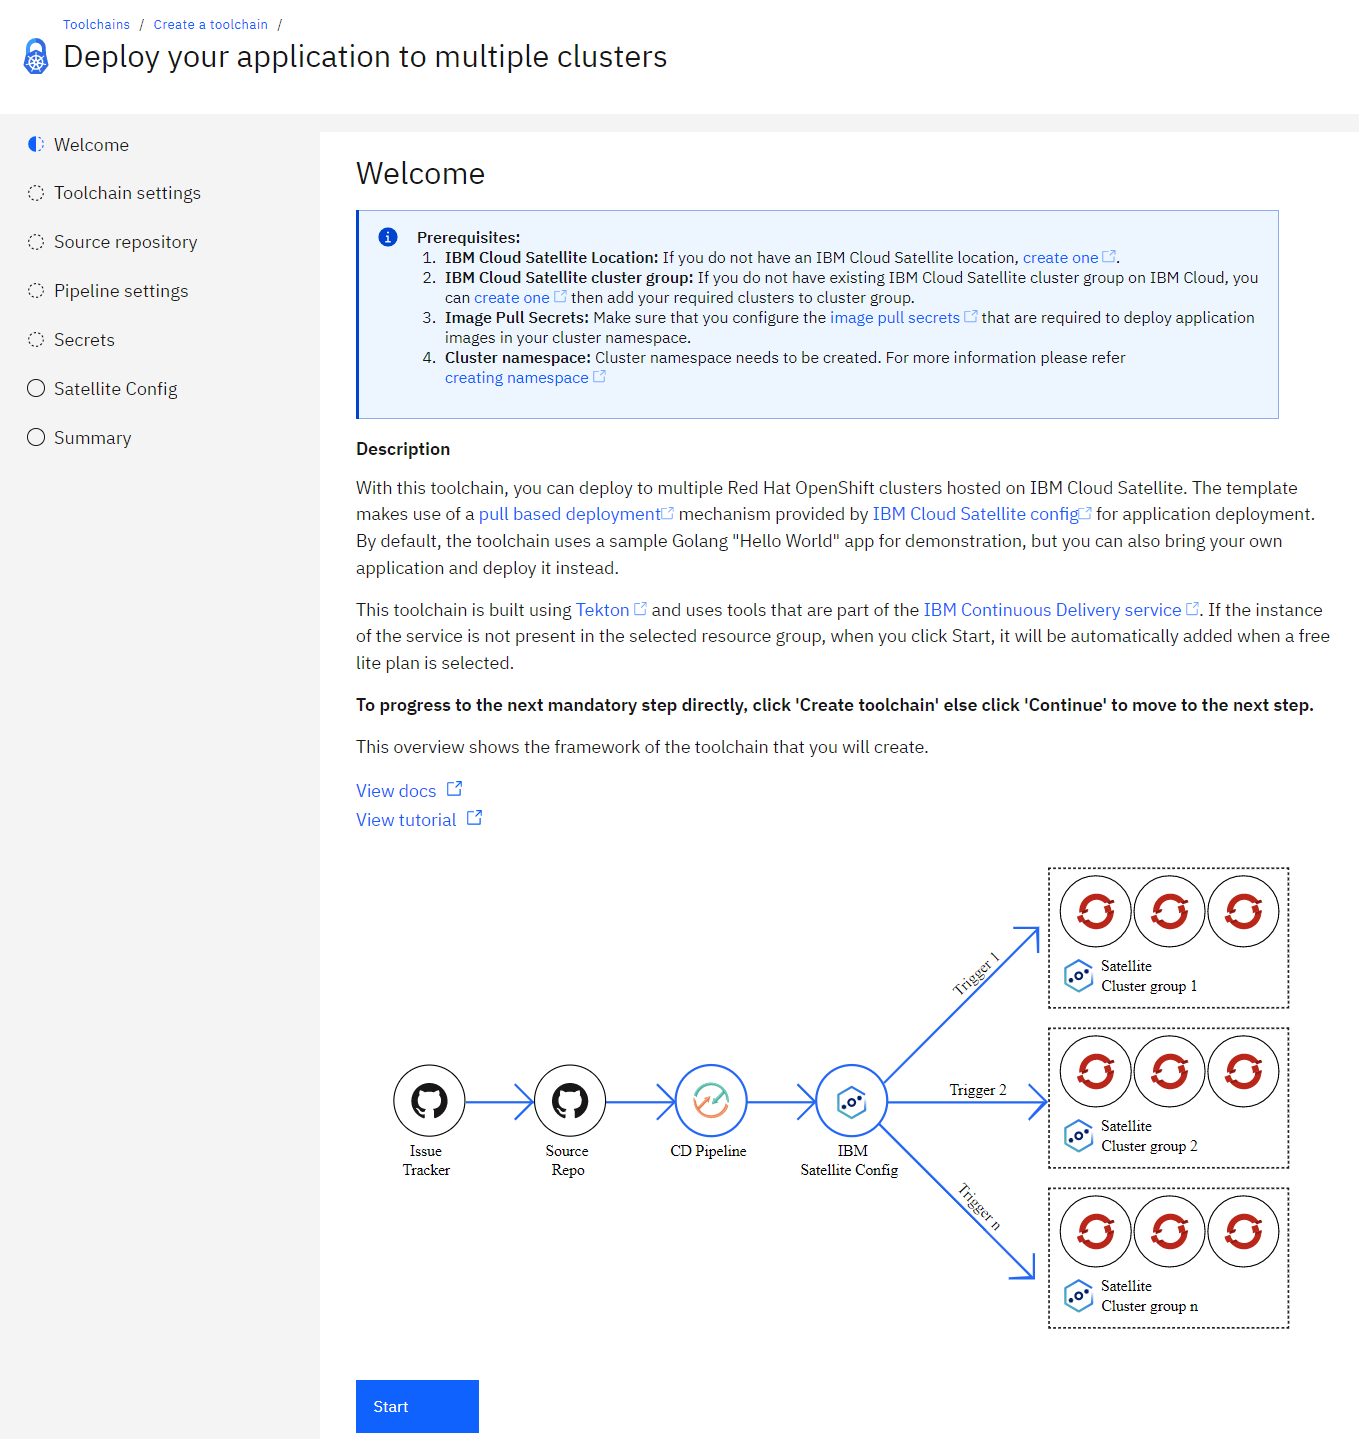 Toolchains / Create a toolchain /
Deploy your application to multiple clusters
Welcome
Toolchain settings
Source repository
Pipeline settings
Secrets
Satellite Config
Summary
Welcome
Prerequisites:
1. IBM Cloud Satellite Location: If you do not have an IBM Cloud Satellite location, create one.
2. IBM Cloud Satellite cluster group: If you do not have existing IBM Cloud Satellite cluster group on IBM Cloud, you
can create one then add your required clusters to cluster group.
3. Image Pull Secrets: Make sure that you configure the image pull secrets that are required to deploy application
images in your cluster namespace.
4. Cluster namespace: Cluster namespace needs to be created. For more information please refer
creating namespace
Description
With this toolchain, you can deploy to multiple Red Hat OpenShift clusters hosted on IBM Cloud Satellite. The template
makes use of a pull based deployment mechanism provided by IBM Cloud Satellite config for application deployment.
By default, the toolchain uses a sample Golang "Hello World" app for demonstration, but you can also bring your own
application and deploy it instead.
This toolchain is built using Tekton and uses tools that are part of the IBM Continuous Delivery service. If the instance
of the service is not present in the selected resource group, when you click Start, it will be automatically added when a free
lite plan is selected.
To progress to the next mandatory step directly, click 'Create toolchain' else click 'Continue' to move to the next step.
This overview shows the framework of the toolchain that you will create.
View docs
View tutorial
Issue
Tracker
Source
Repo
CD Pipeline
IBM
Satellite Config
Trigger 1
Trigger 2
Trigger n
Satellite
Cluster group 1
Satellite
Cluster group 2
Satellite
Cluster group n
Start